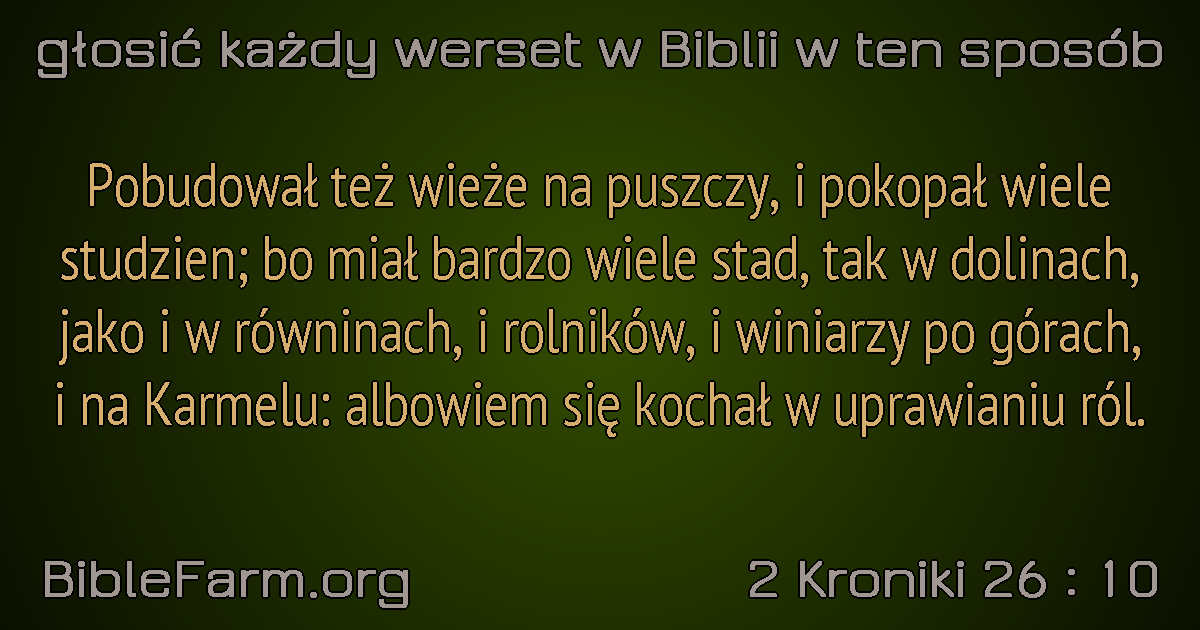 głosić każdy werset w Biblii w ten sposób
Pobudował też wieże na puszczy, i pokopał wiele
studzien; bo miał bardzo wiele stad, tak w dolinach,
jako i w równinach, i rolników, i winiarzy po górach,
i na Karmelu: albowiem się kochał w uprawianiu ról.
BibleFarm.org
2 Kroniki 26 : 10